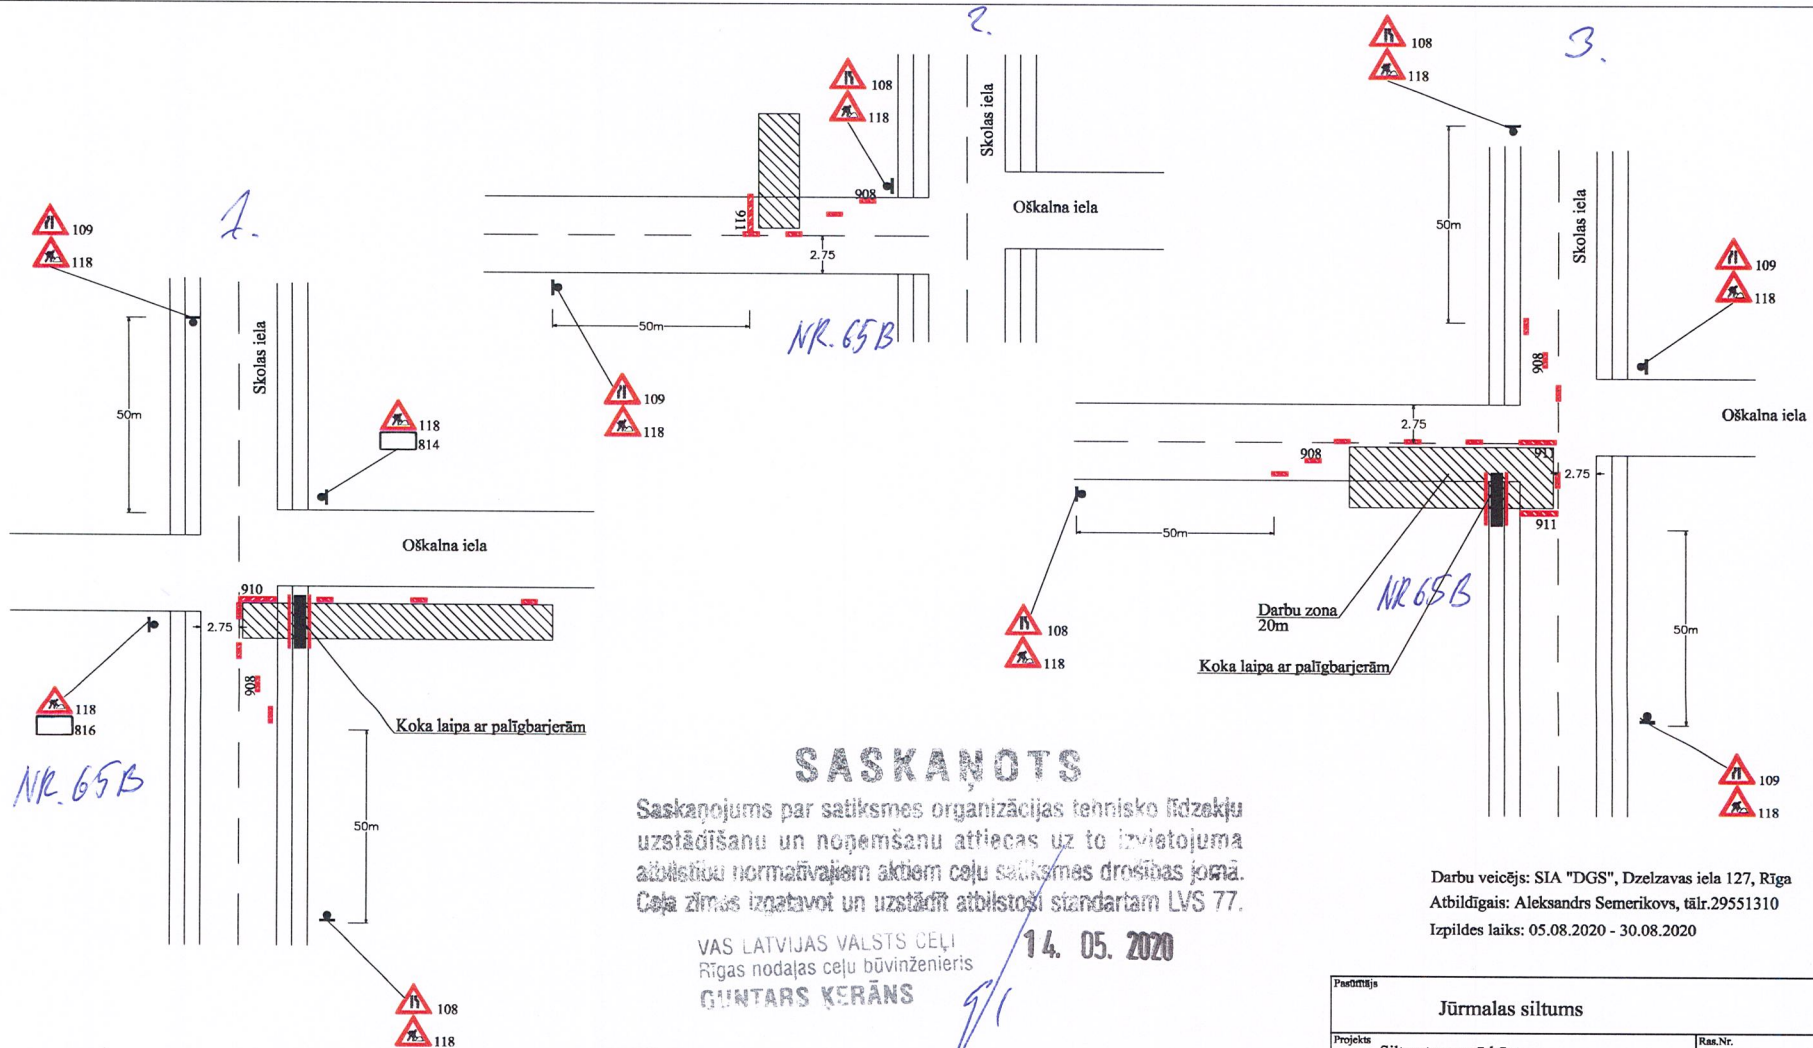 1.
109
118
Skolas iela
50m
118
814
Oškalna iela
910
2.75
908
118
816
Koka laipa ar palīgbarjerām
NR. 65B
50m
108
118
2.
108
118
Skolas iela
908
911
Oškalna iela
2.75
50m
NR. 65B
109
118
3.
108
118
50m
Skolas iela
109
118
908
Oškalna iela
2.75
908
911
2.75
50m
911
NR 65B
Darbu zona
20m
108
118
Koka laipa ar palīgbarjerām
50m
109
118
SASKAŅOTS
Saskaņojums par satiksmes organizācijas tehnisko līdzekļu
uzstādīšanu un noņemšanu attiecas uz to izvietojuma
atbilstību normatīvajiem aktiem ceļu satiksmes drošības jomā.
Ceļa zīmes izgatavot un uzstādīt atbilstoši standartam LVS 77.
VAS LATVIJAS VALSTS CEĻI
Rīgas nodaļas ceļu būvinženieris
GUNTARS ĶERĀNS
14. 05. 2020
Darbu veicējs: SIA "DGS", Dzelzavas iela 127, Rīga
Atbildīgais: Aleksandrs Semerikovs, tālr.29551310
Izpildes laiks: 05.08.2020 - 30.08.2020
Pasūtītājs
Jūrmalas siltums
Projekts
Ras.Nr.